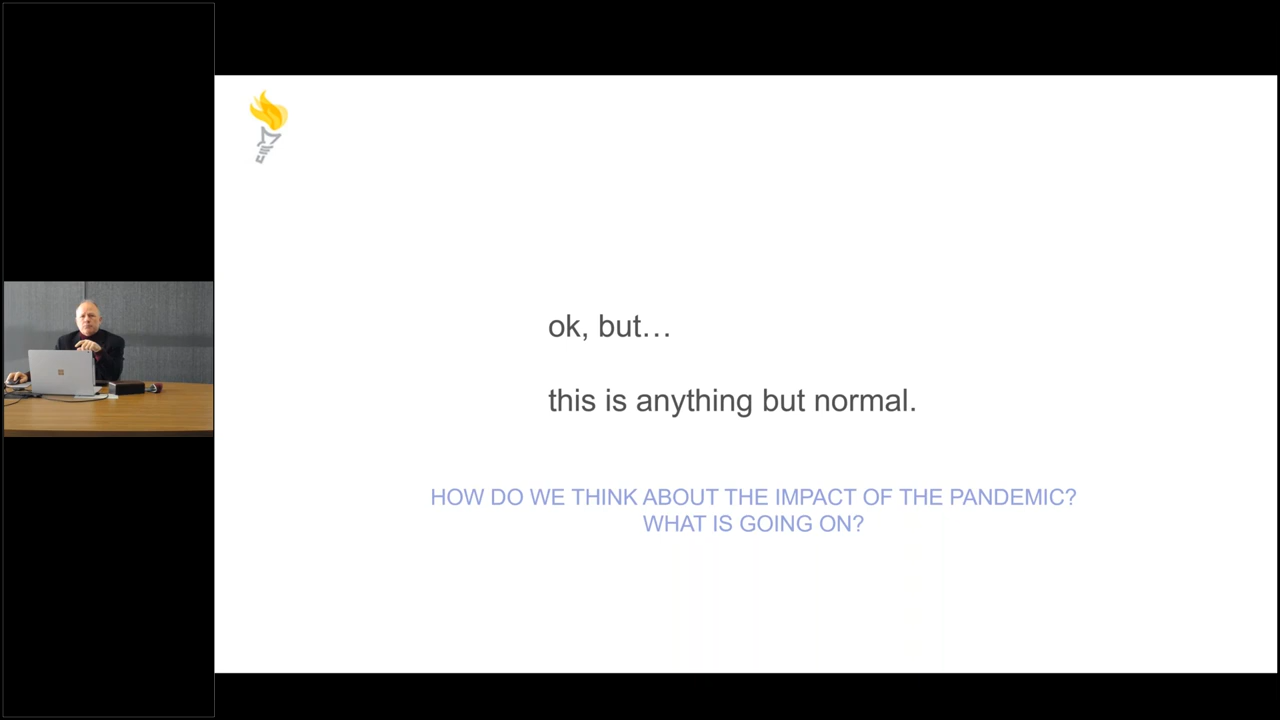 ok, but…
this is anything but normal.
HOW DO WE THINK ABOUT THE IMPACT OF THE PANDEMIC?
WHAT IS GOING ON?